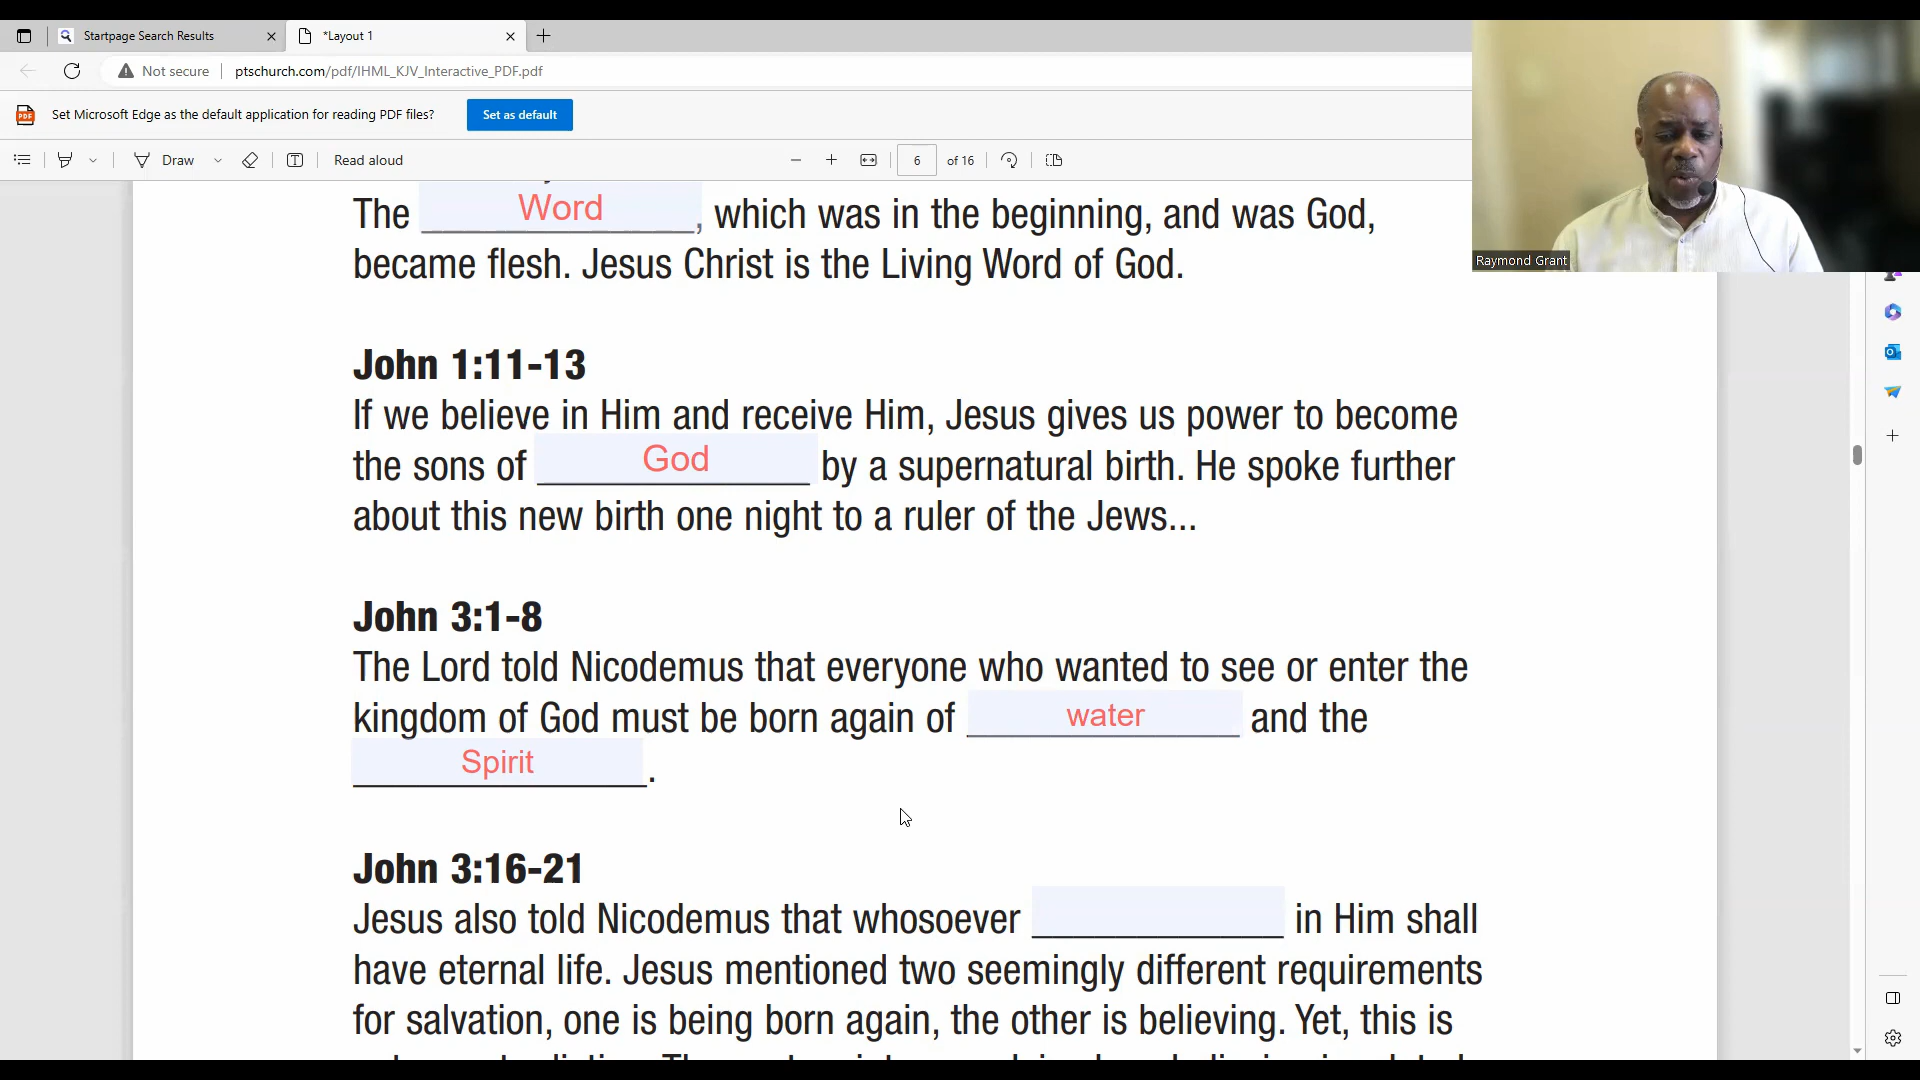 Startpage Search Results
*Layout 1
Not secure
ptschurch.com/pdf/IHML_KJV_Interactive_PDF.pdf
Set Microsoft Edge as the default application for reading PDF files?
Set as default
Draw
Read aloud
6 of 16
Raymond Grant
The Word, which was in the beginning, and was God,
became flesh. Jesus Christ is the Living Word of God.
John 1:11-13
If we believe in Him and receive Him, Jesus gives us power to become
the sons of God by a supernatural birth. He spoke further
about this new birth one night to a ruler of the Jews...
John 3:1-8
The Lord told Nicodemus that everyone who wanted to see or enter the
kingdom of God must be born again of water and the
Spirit.
John 3:16-21
Jesus also told Nicodemus that whosoever ____________ in Him shall
have eternal life. Jesus mentioned two seemingly different requirements
for salvation, one is being born again, the other is believing. Yet, this is